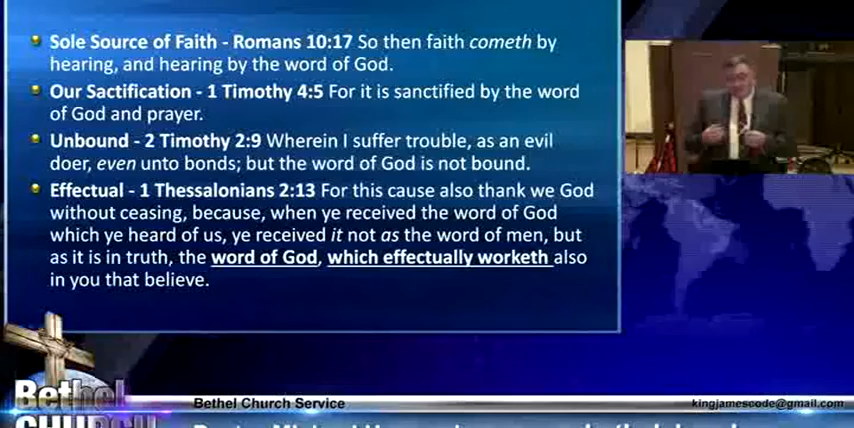 Sole Source of Faith - Romans 10:17 So then faith cometh by
hearing, and hearing by the word of God.
Our Sactification - 1 Timothy 4:5 For it is sanctified by the word
of God and prayer.
Unbound - 2 Timothy 2:9 Wherein I suffer trouble, as an evil
doer, even unto bonds; but the word of God is not bound.
Effectual - 1 Thessalonians 2:13 For this cause also thank we God
without ceasing, because, when ye received the word of God
which ye heard of us, ye received it not as the word of men, but
as it is in truth, the word of God, which effectually worketh also
in you that believe.
Bethel
CHURCH
Bethel Church Service
kingjamescode@gmail.com